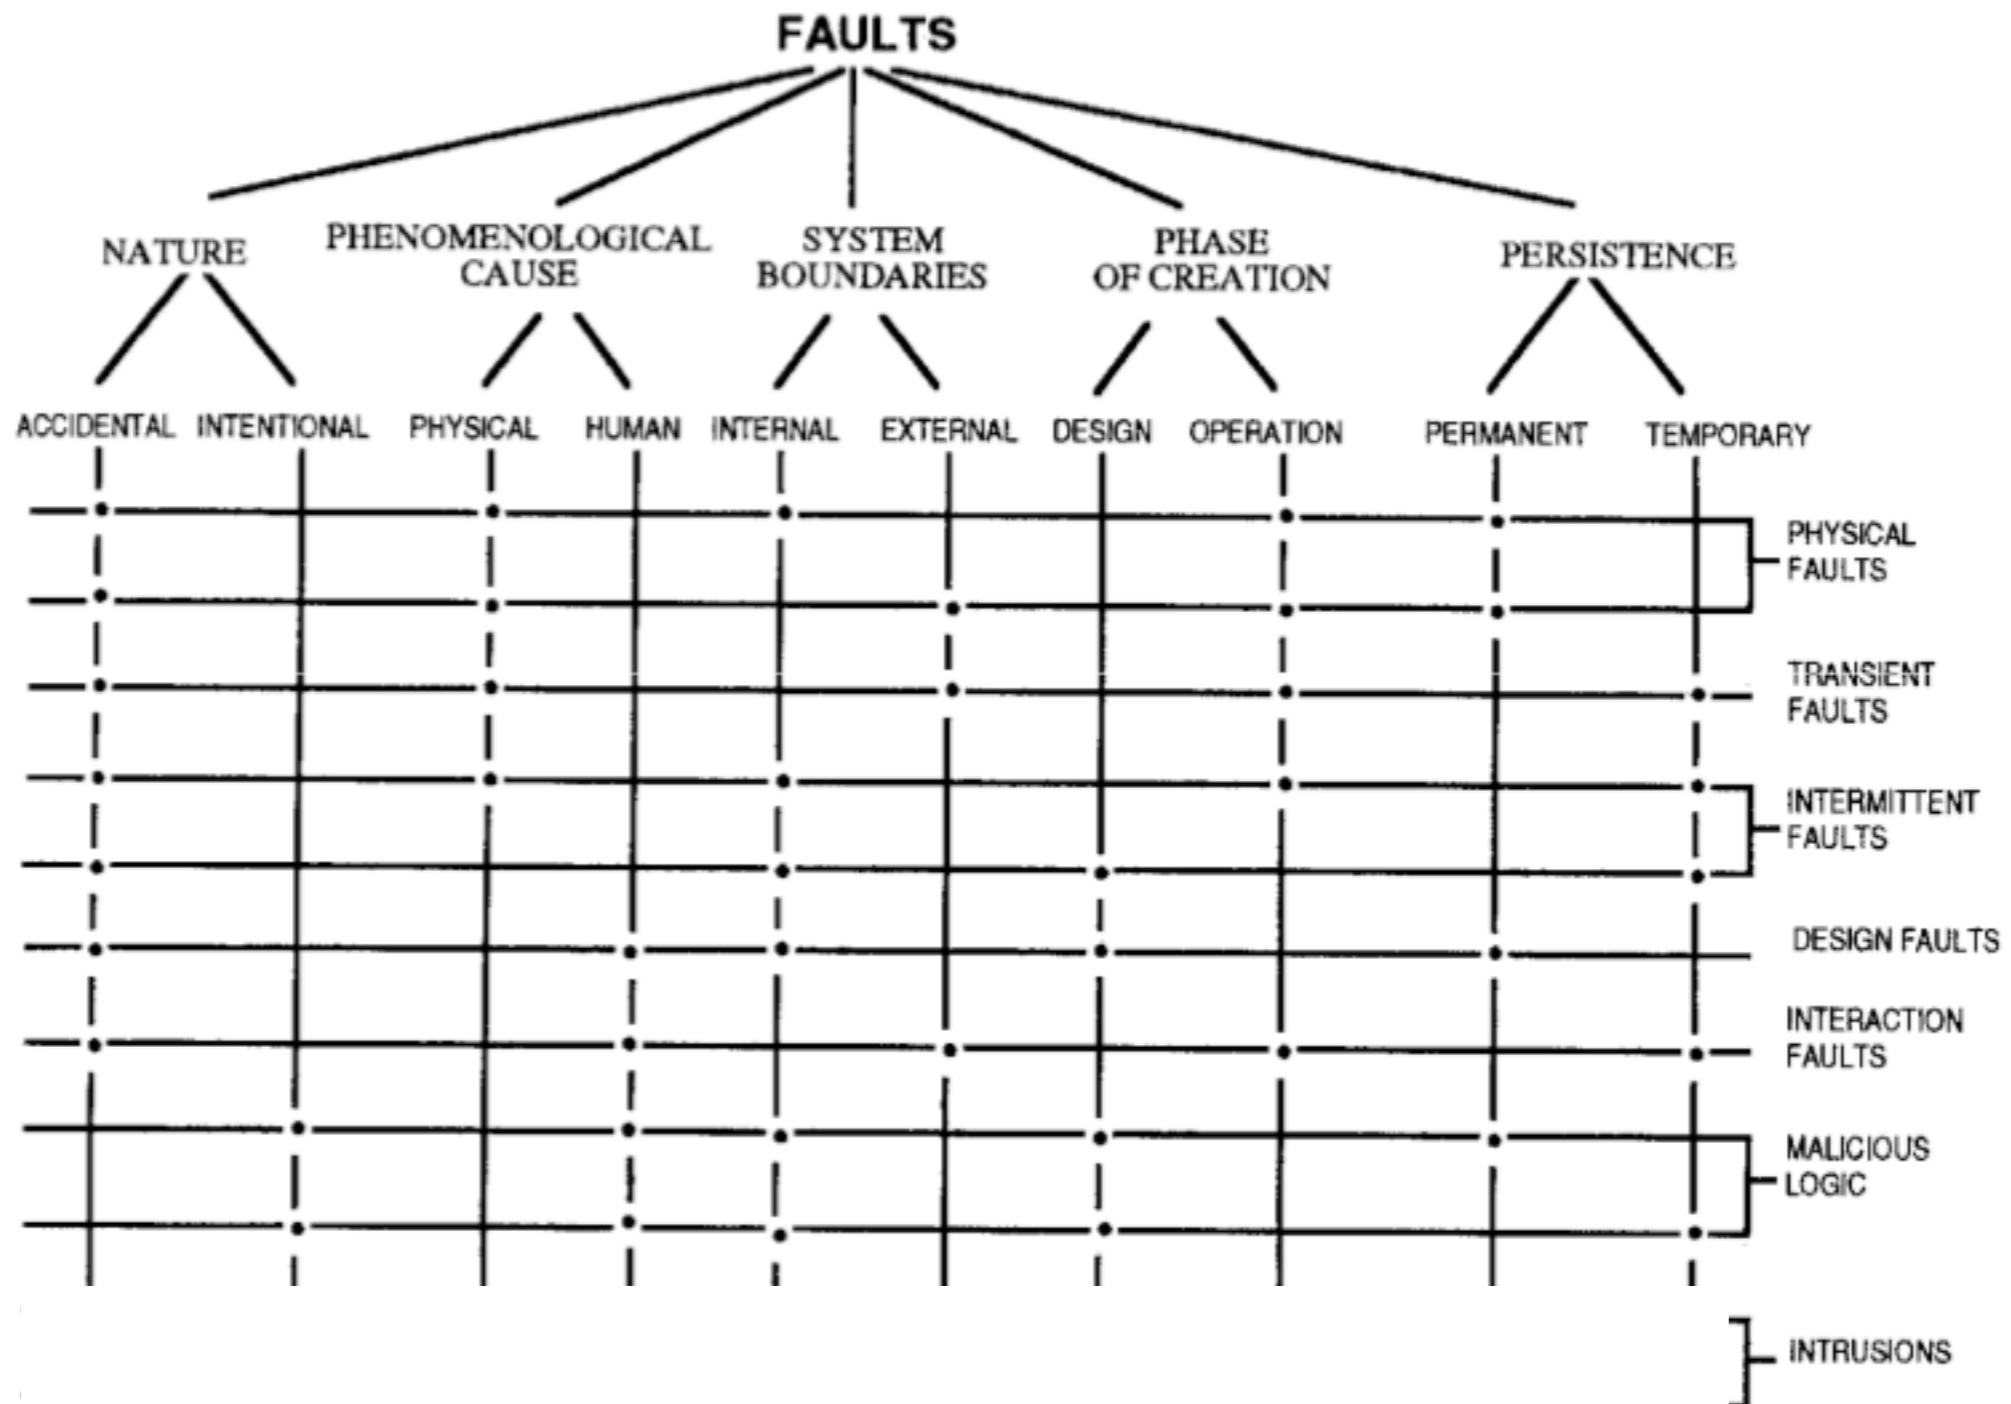 FAULTS
NATURE
PHENOMENOLOGICAL
CAUSE
SYSTEM
BOUNDARIES
PHASE
OF CREATION
PERSISTENCE
ACCIDENTAL
INTENTIONAL
PHYSICAL
HUMAN
INTERNAL
EXTERNAL
DESIGN
OPERATION
PERMANENT
TEMPORARY
PHYSICAL
FAULTS
TRANSIENT
FAULTS
INTERMITTENT
FAULTS
DESIGN FAULTS
INTERACTION
FAULTS
MALICIOUS
LOGIC
INTRUSIONS